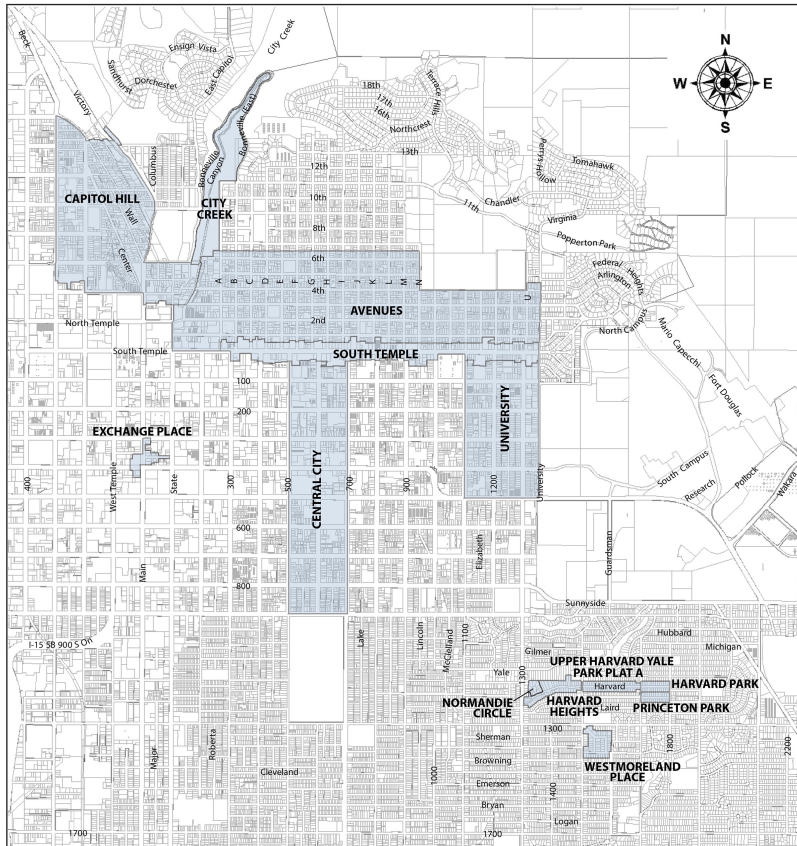 N
W
E
S
Beck
Victory
Ensign Vista
Sandhurst
Dorchester
East Capitol
City Creek
Columbus
Bonneville (East)
Bonneville
Canyon
18th
17th
16th
Northcrest
13th
Terrace Hills
12th
10th
8th
11th
Chandler
Perrys Hollow
Tomahawk
Virginia
Popperton Park
CAPITOL HILL
Wall
Center
CITY
CREEK
6th
A B C D E F G H I J K L M N
4th
U
AVENUES
2nd
Federal Heights
Arlington
North Campus
Mario Capecchi
Fort Douglas
North Temple
South Temple
SOUTH TEMPLE
100
200
EXCHANGE PLACE
400
West Temple
State
300
500
CENTRAL CITY
700
900
1200
UNIVERSITY
University
South Campus
Research
Pollock
Wakara
600
Main
Elizabeth
Guardsman
800
Sunnyside
I-15 SB 900 S On
Lake
Lincoln
McClelland
1100
Gilmer
Hubbard
Michigan
Yale
1300
UPPER HARVARD YALE
PARK PLAT A
Harvard
HARVARD PARK
NORMANDIE
CIRCLE
HARVARD
HEIGHTS
Laird
PRINCETON PARK
1300
Sherman
Browning
Emerson
Bryan
Logan
WESTMORELAND
PLACE
1800
2200
Major
Roberta
Cleveland
1000
1400
1700
1700